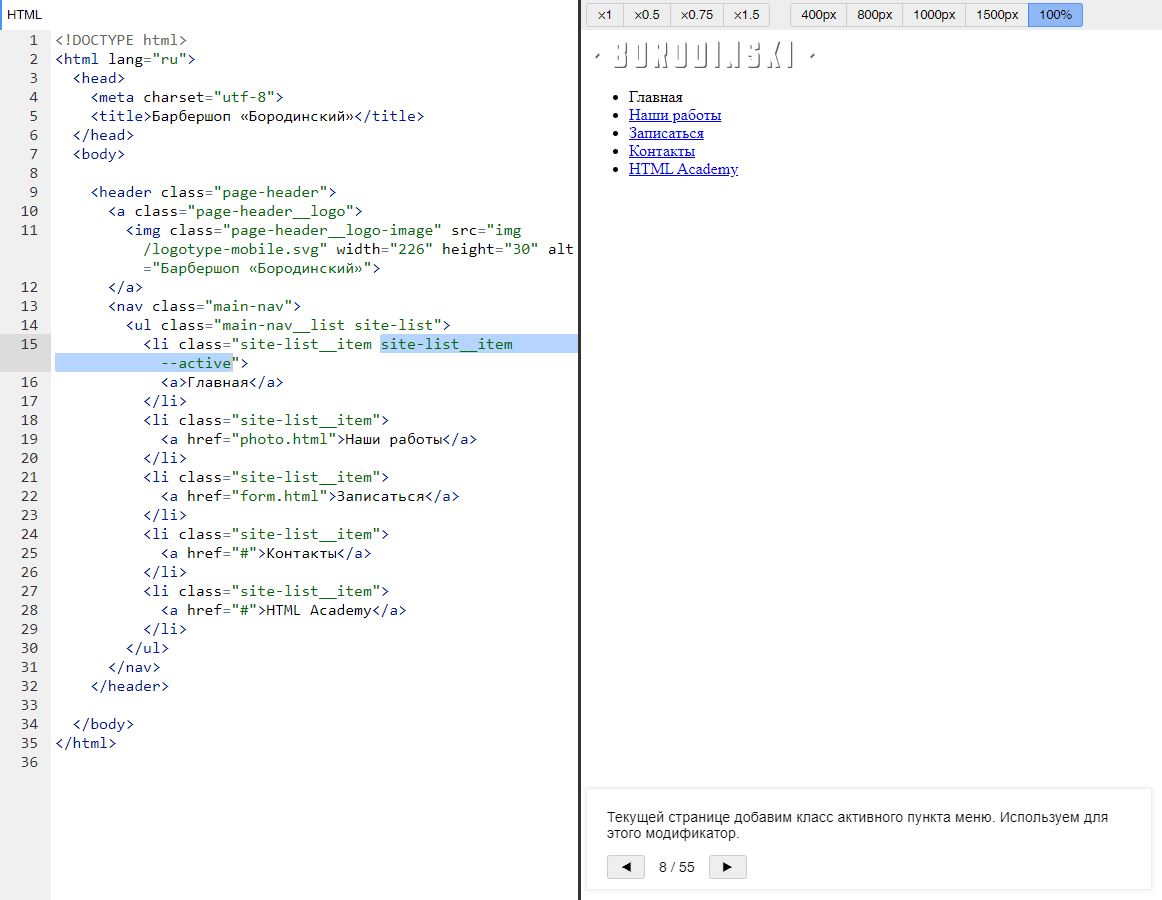 HTML
1 <!DOCTYPE html>
2 <html lang="ru">
3 <head>
4 <meta charset="utf-8">
5 <title>Барбершоп «Бородинский»</title>
6 </head>
7 <body>
8
9 <header class="page-header">
10 <a class="page-header__logo">
11 <img class="page-header__logo-image" src="img
/logotype-mobile.svg" width="226" height="30" alt
="Барбершоп «Бородинский»">
12 </a>
13 <nav class="main-nav">
14 <ul class="main-nav__list site-list">
15 <li class="site-list__item site-list__item
--active">
16 <a>Главная</a>
17 </li>
18 <li class="site-list__item">
19 <a href="photo.html">Наши работы</a>
20 </li>
21 <li class="site-list__item">
22 <a href="form.html">Записаться</a>
23 </li>
24 <li class="site-list__item">
25 <a href="#">Контакты</a>
26 </li>
27 <li class="site-list__item">
28 <a href="#">HTML Academy</a>
29 </li>
30 </ul>
31 </nav>
32 </header>
33
34 </body>
35 </html>
36
×1 ×0.5 ×0.75 ×1.5 400px 800px 1000px 1500px 100%
· BORODINSKI ·
• Главная
• Наши работы
• Записаться
• Контакты
• HTML Academy
Текущей странице добавим класс активного пункта меню. Используем для
этого модификатор.
◄ 8 / 55 ►